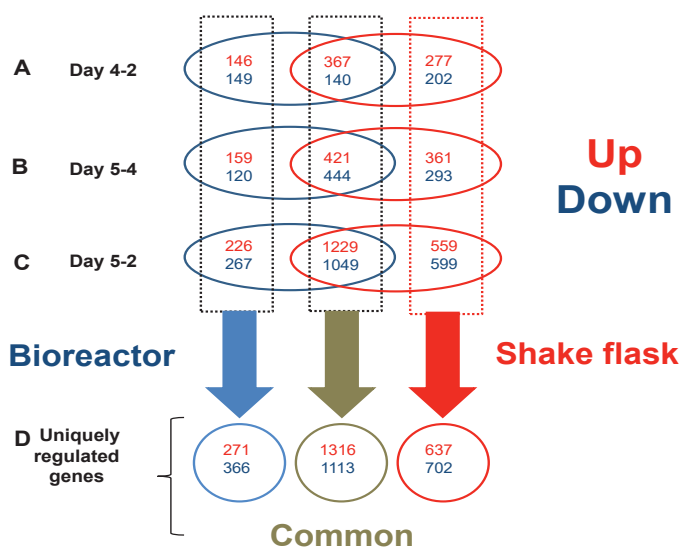 A Day 4-2 146 367 277
149 140 202
B Day 5-4 159 421 361
120 444 293
Up
Down
C Day 5-2 226 1229 559
267 1049 599
Bioreactor
Shake flask
D Uniquely
regulated
genes
271 1316 637
366 1113 702
Common